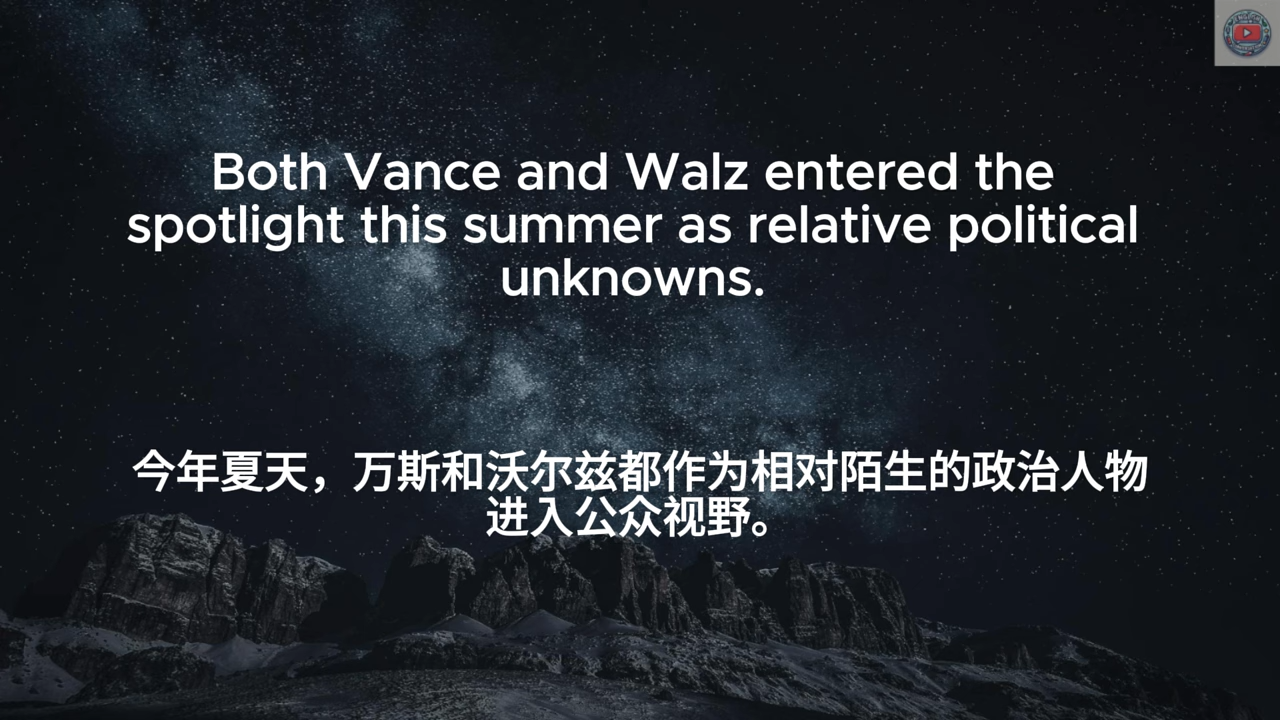 Both Vance and Walz entered the
spotlight this summer as relative political
unknowns.
今年夏天，万斯和沃尔兹都作为相对陌生的政治人物
进入公众视野。